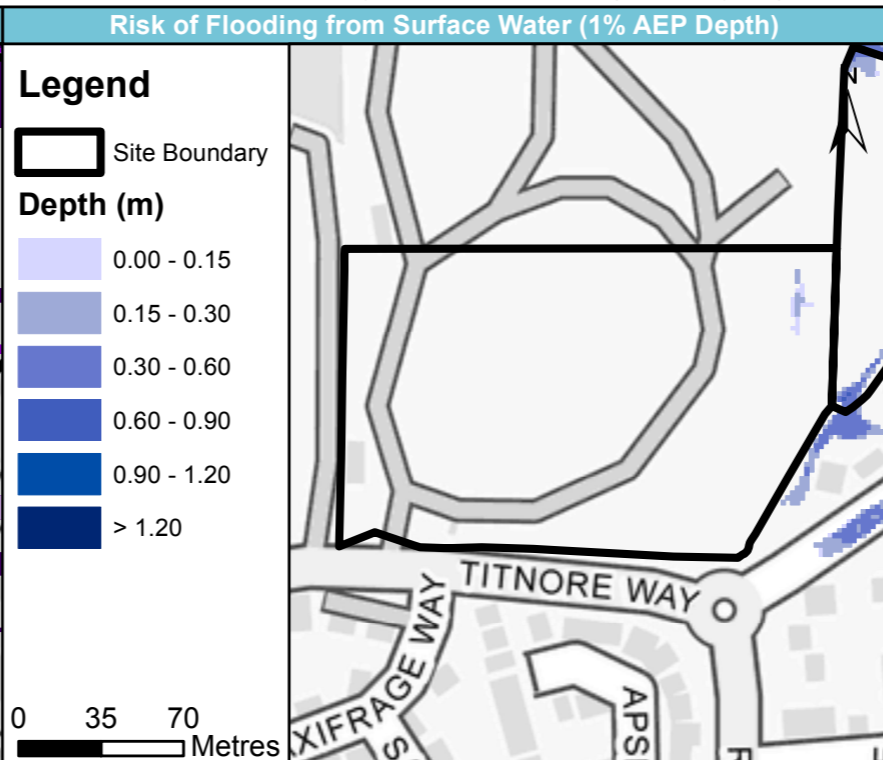 Risk of Flooding from Surface Water (1% AEP Depth)
Legend
Site Boundary
Depth (m)
0.00 - 0.15
0.15 - 0.30
0.30 - 0.60
0.60 - 0.90
0.90 - 1.20
> 1.20
0 35 70
Metres
N
TITNORE WAY
XIFRAGE WAY
S
APS
R